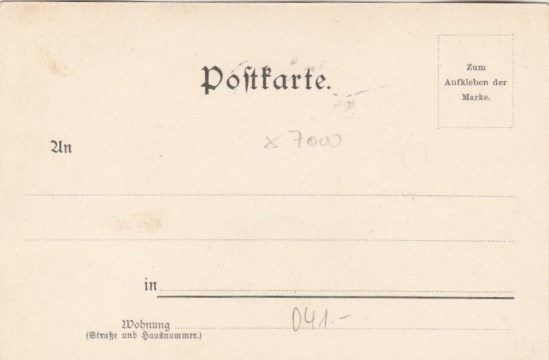 Postkarte.
Zum
Aufkleben der
Marke.
An
x 7000
in
Wohnung
(Straße und Hausnummer.)
041.-